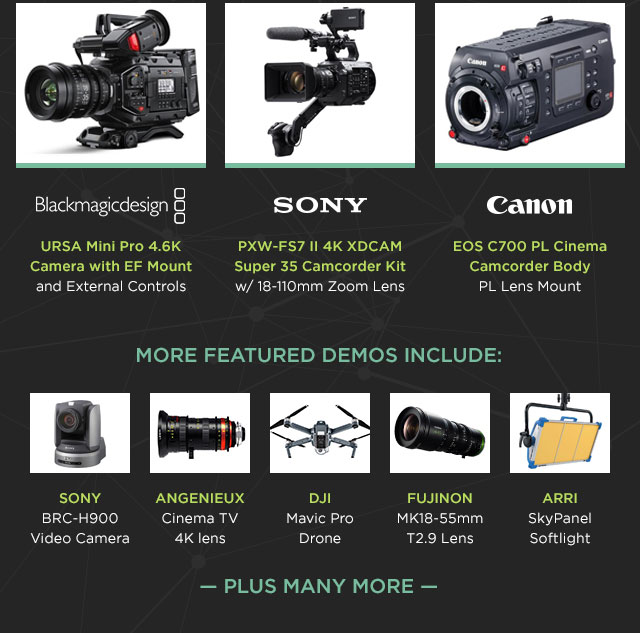 Blackmagicdesign
SONY
Canon
URSA Mini Pro 4.6K
Camera with EF Mount
and External Controls
PXW-FS7 II 4K XDCAM
Super 35 Camcorder Kit
w/ 18-110mm Zoom Lens
EOS C700 PL Cinema
Camcorder Body
PL Lens Mount
MORE FEATURED DEMOS INCLUDE:
SONY
BRC-H900
Video Camera
ANGENIEUX
Cinema TV
4K lens
DJI
Mavic Pro
Drone
FUJINON
MK18-55mm
T2.9 Lens
ARRI
SkyPanel
Softlight
— PLUS MANY MORE —